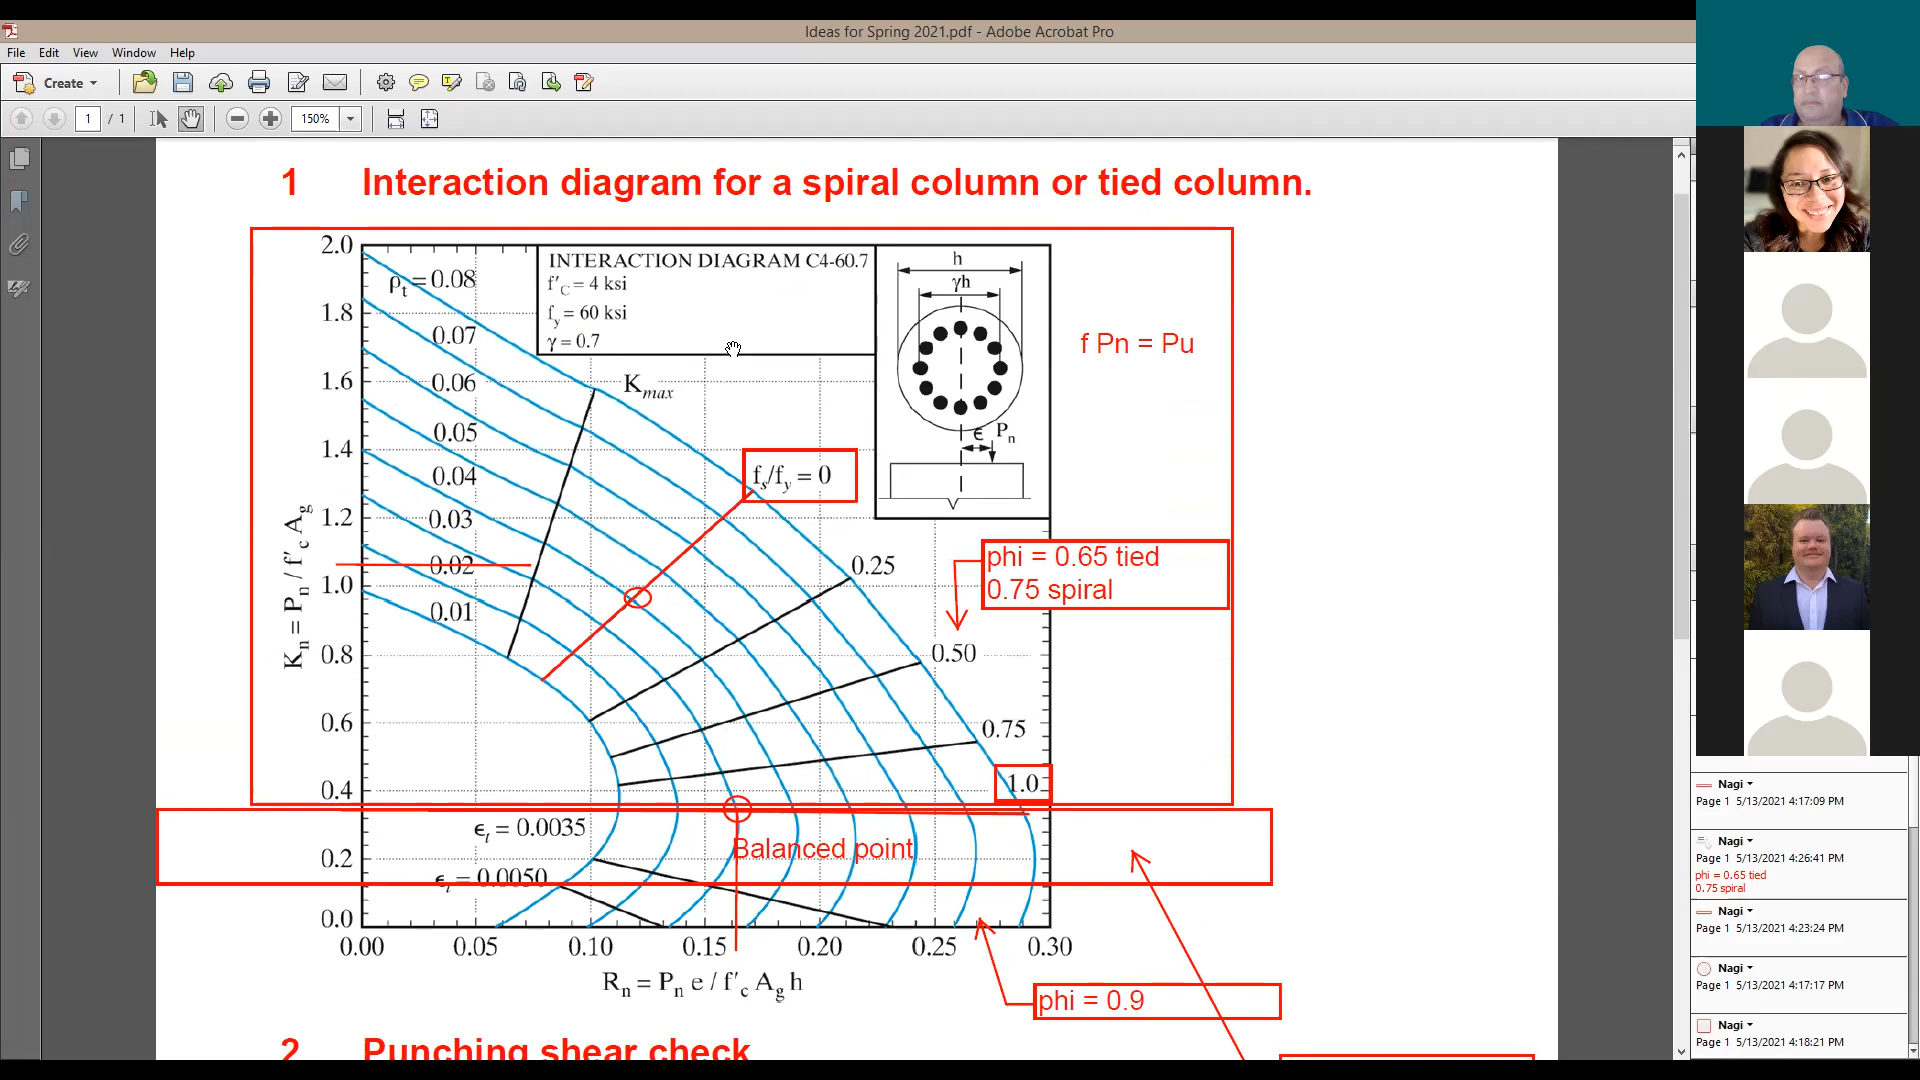 Ideas for Spring 2021.pdf - Adobe Acrobat Pro
File Edit View Window Help
Create
1 / 1 150%
1 Interaction diagram for a spiral column or tied column.
INTERACTION DIAGRAM C4-60.7
f′C = 4 ksi
fy = 60 ksi
γ = 0.7
h
γh
ϵ Pn
f Pn = Pu
2.0
1.8
1.6
1.4
1.2
1.0
0.8
0.6
0.4
0.2
0.0
Kn = Pn / f′c Ag
ρt = 0.08
0.07
0.06
0.05
0.04
0.03
0.02
0.01
Kmax
fs/fy = 0
0.25
0.50
0.75
1.0
phi = 0.65 tied
0.75 spiral
ϵt = 0.0035
Balanced point
ϵt = 0.0050
0.00 0.05 0.10 0.15 0.20 0.25 0.30
Rn = Pn e / f′c Ag h
phi = 0.9
2 Punching shear check
Nagi
Page 1 5/13/2021 4:17:09 PM
Nagi
Page 1 5/13/2021 4:26:41 PM
phi = 0.65 tied
0.75 spiral
Nagi
Page 1 5/13/2021 4:23:24 PM
Nagi
Page 1 5/13/2021 4:17:17 PM
Nagi
Page 1 5/13/2021 4:18:21 PM